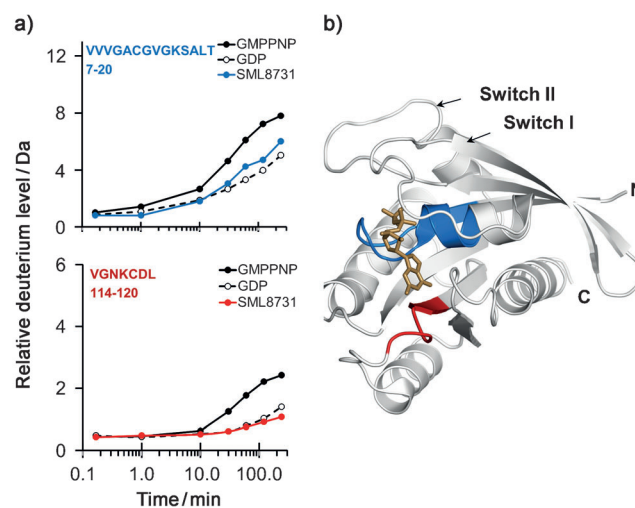 a)
b)
VVVGACGVGKSALT
7-20
GMPPNP
GDP
SML8731
12
8
4
0
Relative deuterium level / Da
VGNKCDL
114-120
GMPPNP
GDP
SML8731
6
4
2
0
0.1 1.0 10.0 100.0
Time / min
Switch II
Switch I
N
C